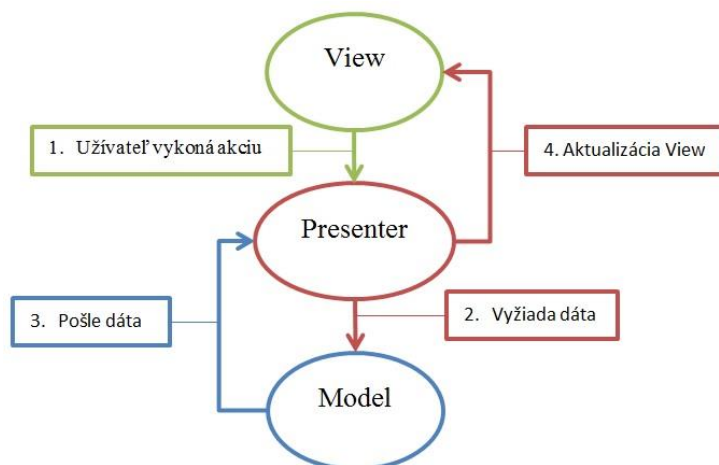 View
1. Užívateľ vykoná akciu
4. Aktualizácia View
Presenter
3. Pošle dáta
2. Vyžiada dáta
Model